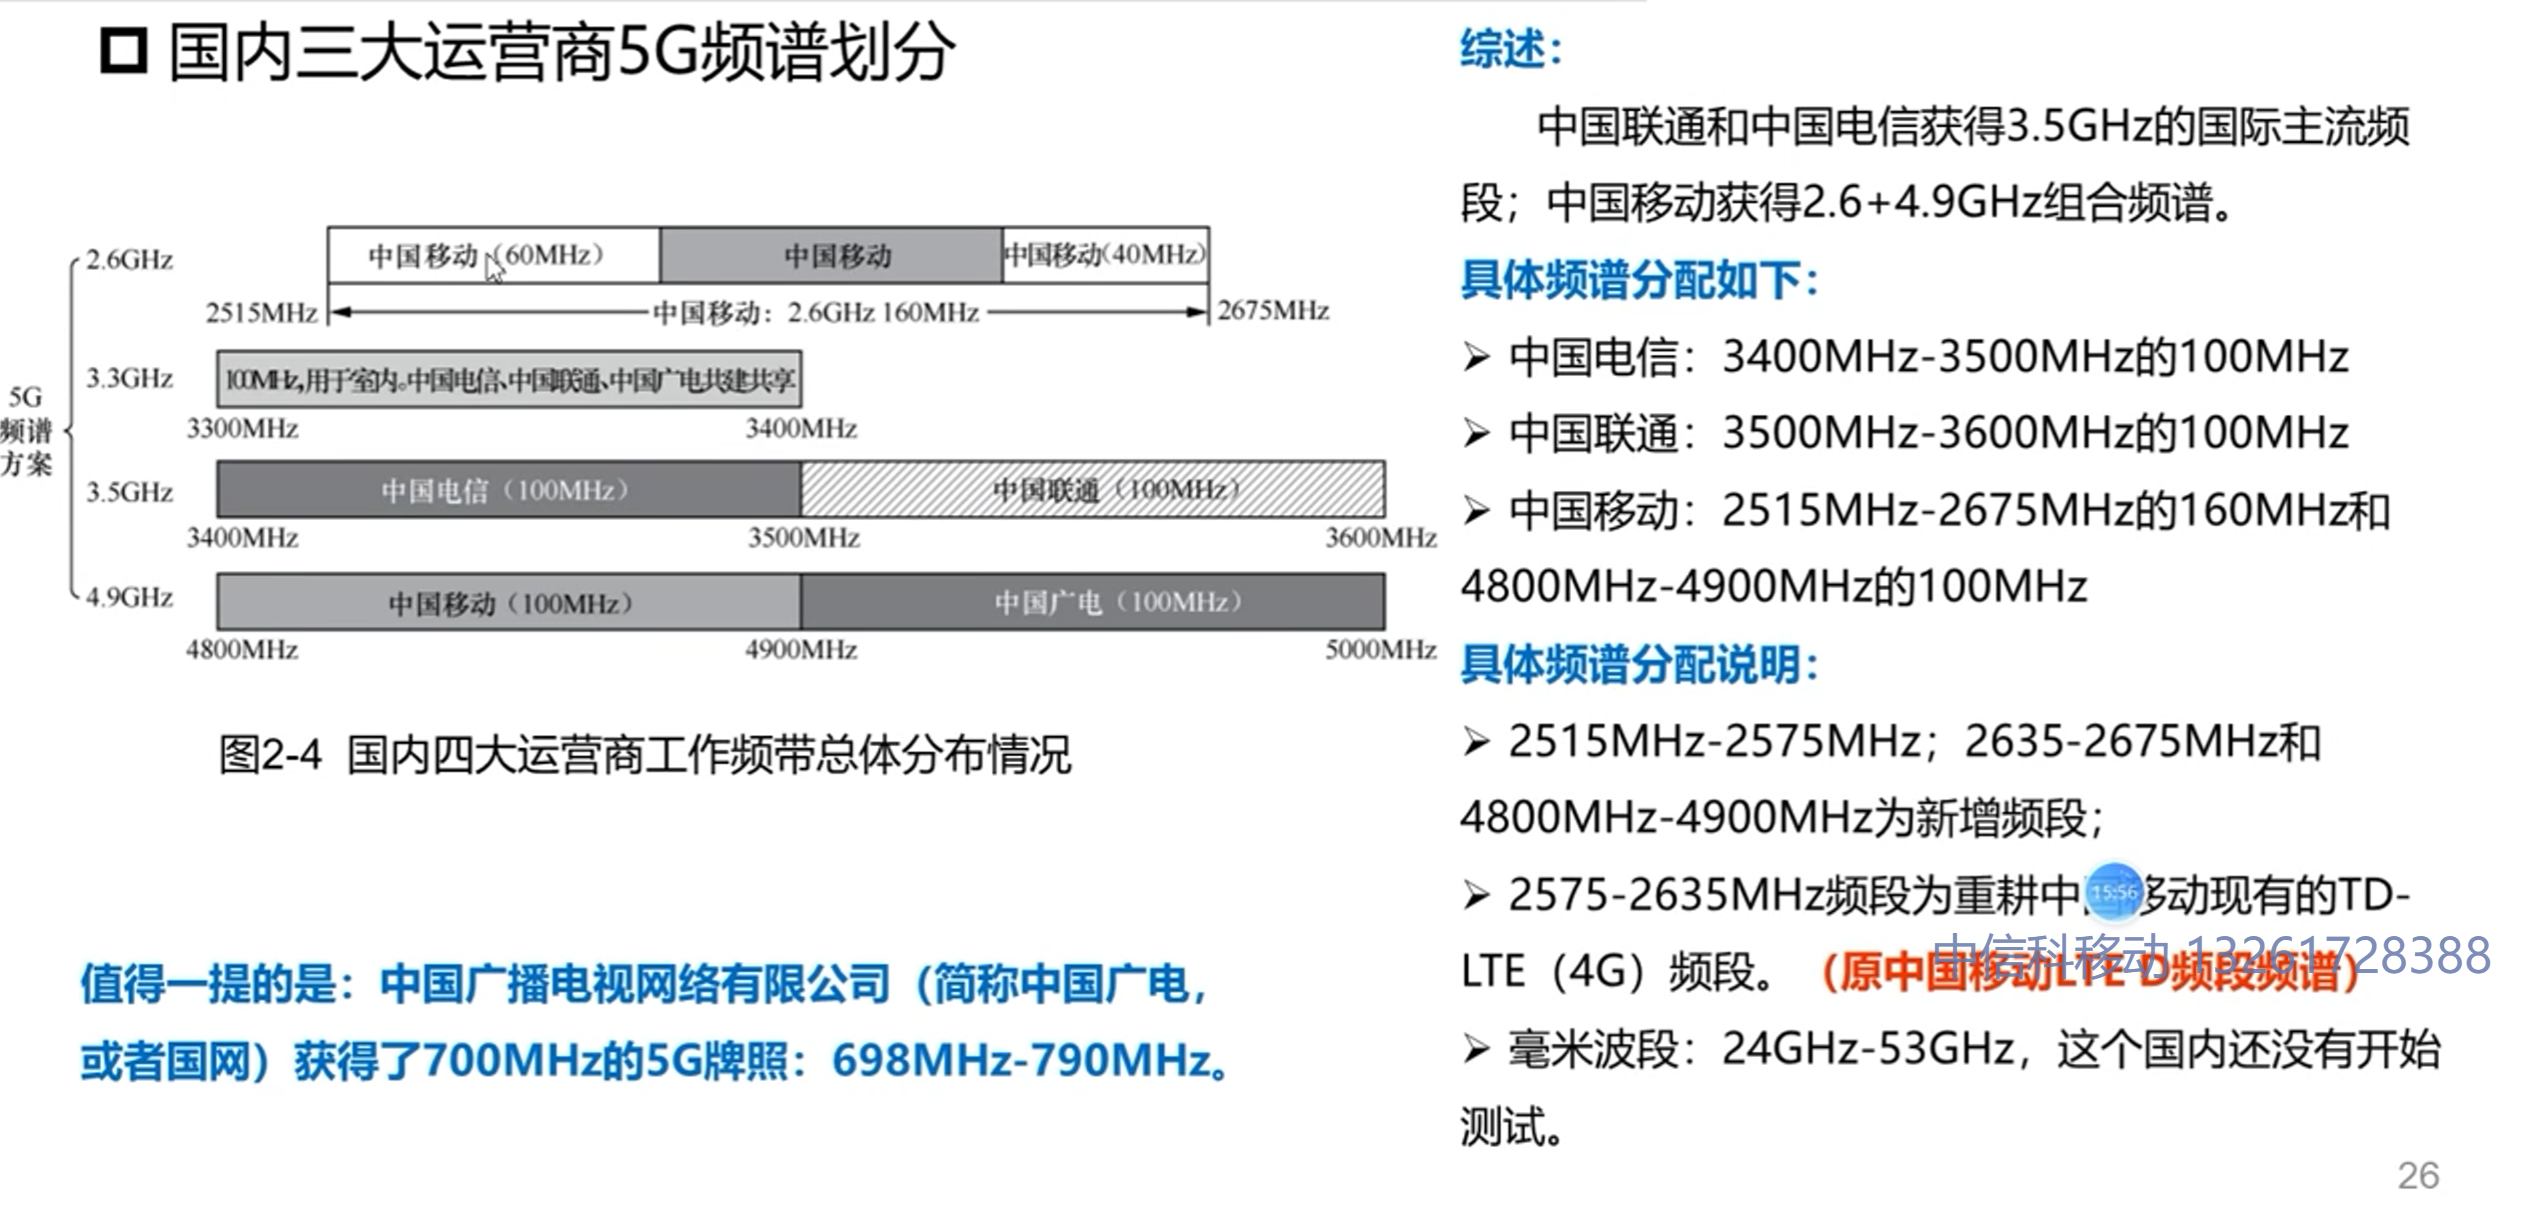 国内三大运营商5G频谱划分
5G
频谱
方案
2.6GHz
中国移动（60MHz）
中国移动
中国移动(40MHz)
2515MHz
中国移动：2.6GHz 160MHz
2675MHz
3.3GHz
100MHz,用于室内。中国电信、中国联通、中国广电共建共享
3300MHz
3400MHz
3.5GHz
中国电信（100MHz）
中国联通（100MHz）
3400MHz
3500MHz
3600MHz
4.9GHz
中国移动（100MHz）
中国广电（100MHz）
4800MHz
4900MHz
5000MHz
图2-4 国内四大运营商工作频带总体分布情况
值得一提的是：中国广播电视网络有限公司（简称中国广电，
或者国网）获得了700MHz的5G牌照：698MHz-790MHz。
综述：
中国联通和中国电信获得3.5GHz的国际主流频
段；中国移动获得2.6+4.9GHz组合频谱。
具体频谱分配如下：
➢ 中国电信：3400MHz-3500MHz的100MHz
➢ 中国联通：3500MHz-3600MHz的100MHz
➢ 中国移动：2515MHz-2675MHz的160MHz和
4800MHz-4900MHz的100MHz
具体频谱分配说明：
➢ 2515MHz-2575MHz；2635-2675MHz和
4800MHz-4900MHz为新增频段；
➢ 2575-2635MHz频段为重耕中国移动现有的TD-
15:56
LTE（4G）频段。（原中国移动LTE D频段频谱）
中信科移动 13261728388
➢ 毫米波段：24GHz-53GHz，这个国内还没有开始
测试。
26